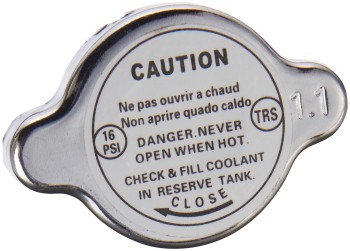 CAUTION
Ne pas ouvrir a chaud
Non aprire quado caldo
16
PSI
TRS
1.1
DANGER.NEVER
OPEN WHEN HOT.
CHECK & FILL COOLANT
IN RESERVE TANK.
CLOSE